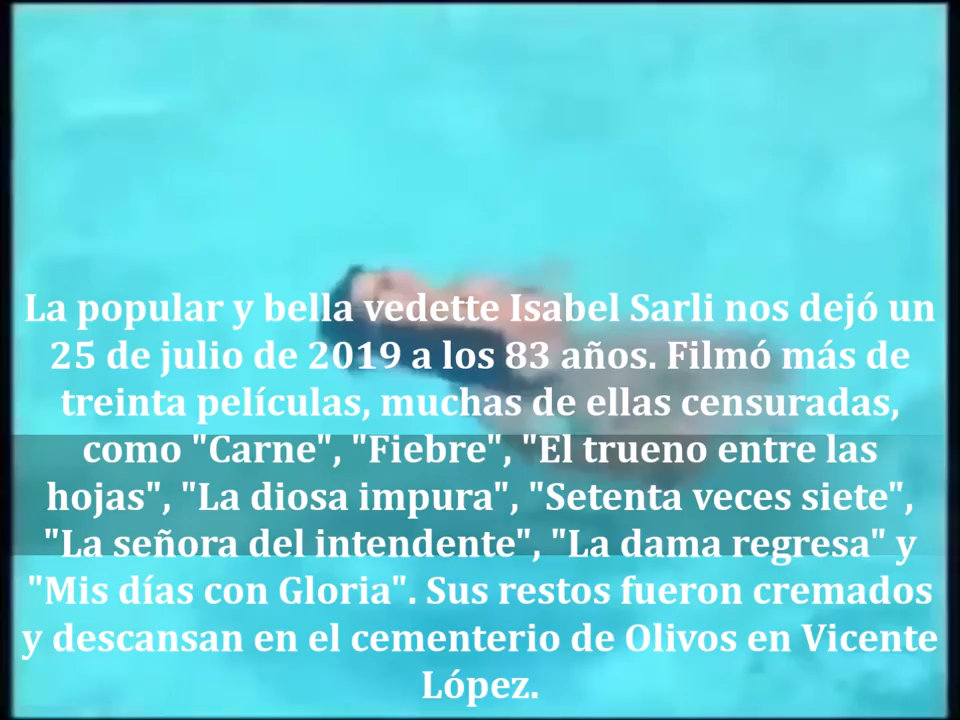 La popular y bella vedette Isabel Sarli nos dejó un
25 de julio de 2019 a los 83 años. Filmó más de
treinta películas, muchas de ellas censuradas,
como "Carne", "Fiebre", "El trueno entre las
hojas", "La diosa impura", "Setenta veces siete",
"La señora del intendente", "La dama regresa" y
"Mis días con Gloria". Sus restos fueron cremados
y descansan en el cementerio de Olivos en Vicente
López.